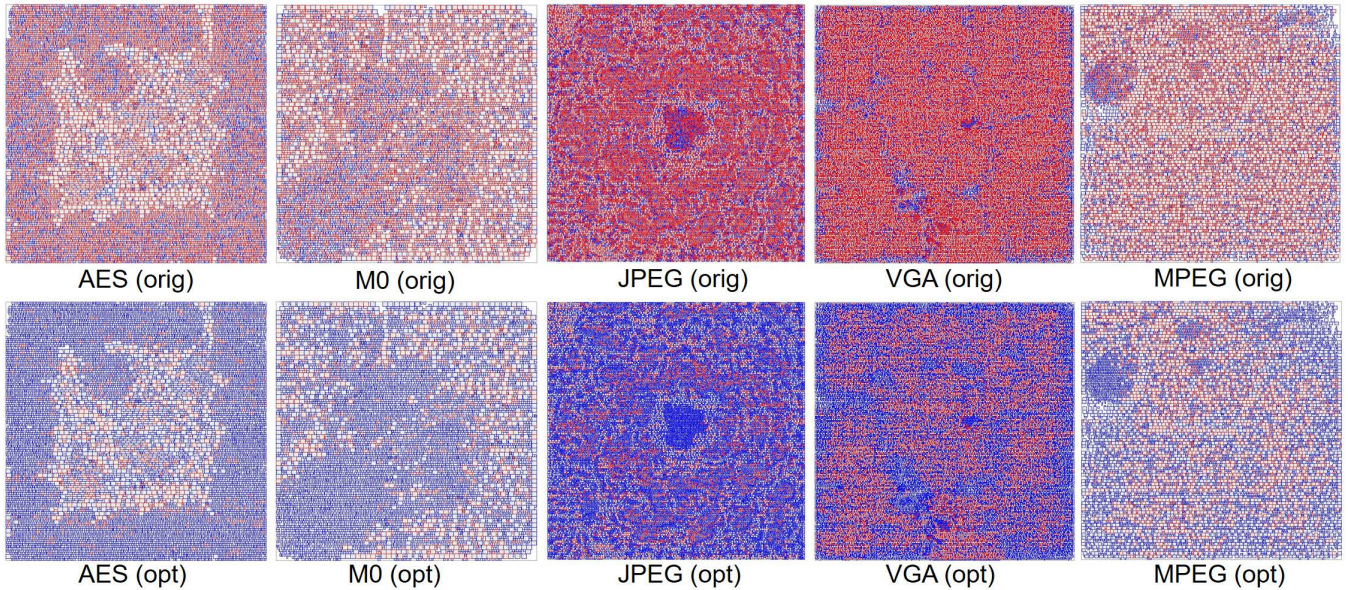 AES (orig)
M0 (orig)
JPEG (orig)
VGA (orig)
MPEG (orig)
AES (opt)
M0 (opt)
JPEG (opt)
VGA (opt)
MPEG (opt)